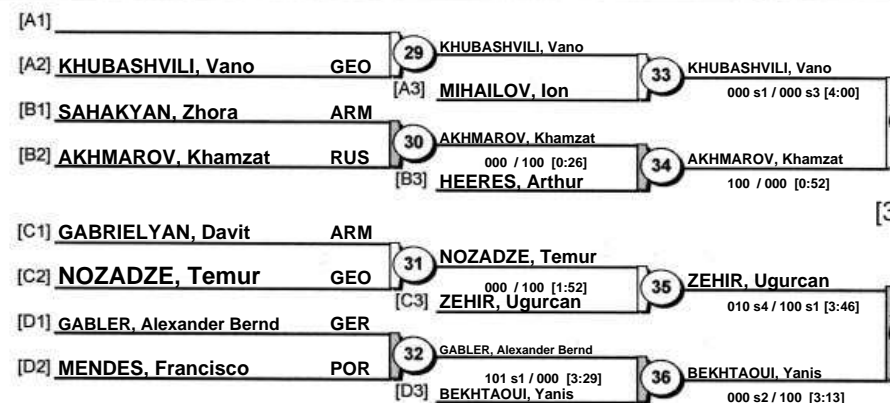 [A1]
[A2] KHUBASHVILI, Vano GEO
29
KHUBASHVILI, Vano
[A3] MIHAILOV, Ion
33
KHUBASHVILI, Vano
000 s1 / 000 s3 [4:00]
[B1] SAHAKYAN, Zhora ARM
[B2] AKHMAROV, Khamzat RUS
30
AKHMAROV, Khamzat
000 / 100 [0:26]
[B3] HEERES, Arthur
34
AKHMAROV, Khamzat
100 / 000 [0:52]
[3
[C1] GABRIELYAN, Davit ARM
[C2] NOZADZE, Temur GEO
31
NOZADZE, Temur
000 / 100 [1:52]
[C3] ZEHIR, Ugurcan
35
ZEHIR, Ugurcan
010 s4 / 100 s1 [3:46]
[D1] GABLER, Alexander Bernd GER
[D2] MENDES, Francisco POR
32
GABLER, Alexander Bernd
101 s1 / 000 [3:29]
[D3] BEKHTAOUI, Yanis
36
BEKHTAOUI, Yanis
000 s2 / 100 [3:13]